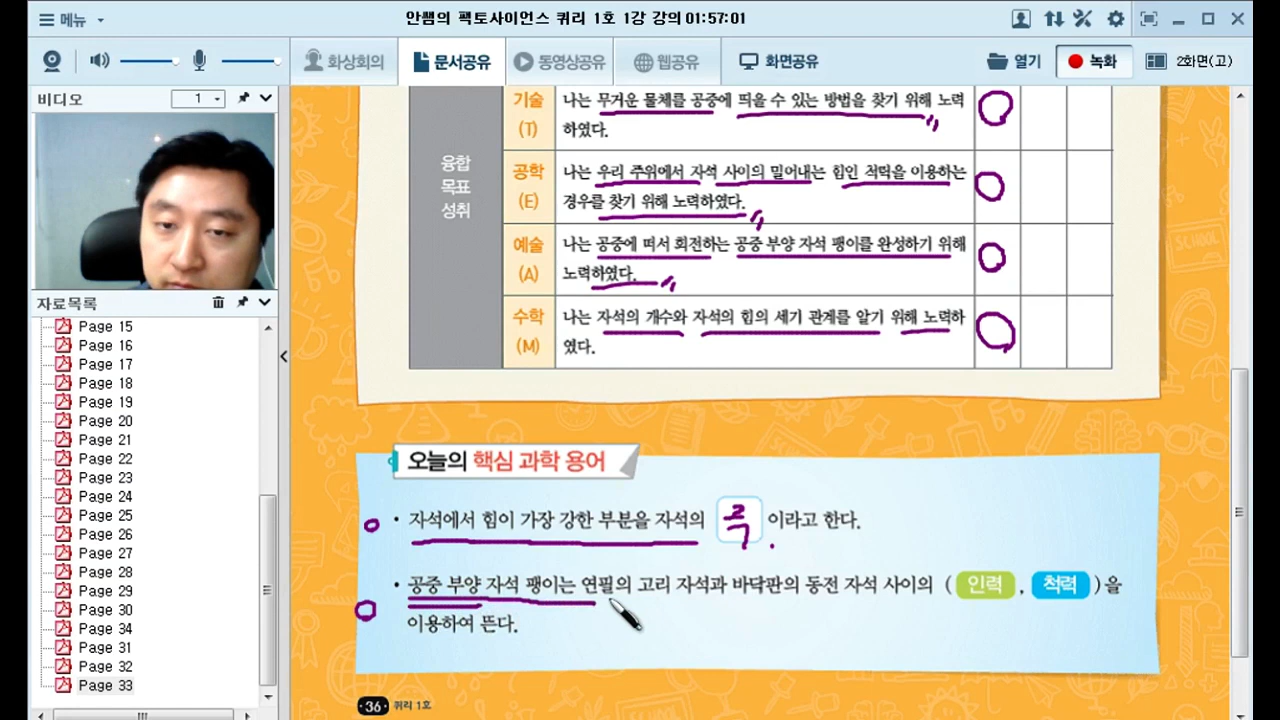 메뉴
안쌤의 팩토사이언스 퀴리 1호 1강 강의 01:57:01
화상회의
문서공유
동영상공유
웹공유
화면공유
열기
녹화
2화면(고)
비디오
1
자료목록
Page 15
Page 16
Page 17
Page 18
Page 19
Page 20
Page 21
Page 22
Page 23
Page 24
Page 25
Page 26
Page 27
Page 28
Page 29
Page 30
Page 34
Page 31
Page 32
Page 33
융합
목표
성취
기술
(T)
나는 무거운 물체를 공중에 띄울 수 있는 방법을 찾기 위해 노력
하였다.
공학
(E)
나는 우리 주위에서 자석 사이의 밀어내는 힘인 척력을 이용하는
경우를 찾기 위해 노력하였다.
예술
(A)
나는 공중에 떠서 회전하는 공중 부양 자석 팽이를 완성하기 위해
노력하였다.
수학
(M)
나는 자석의 개수와 자석의 힘의 세기 관계를 알기 위해 노력하
였다.
오늘의 핵심 과학 용어
• 자석에서 힘이 가장 강한 부분을 자석의 이라고 한다.
• 공중 부양 자석 팽이는 연필의 고리 자석과 바닥판의 동전 자석 사이의 ( 인력 , 척력 )을
이용하여 뜬다.
36 퀴리 1호